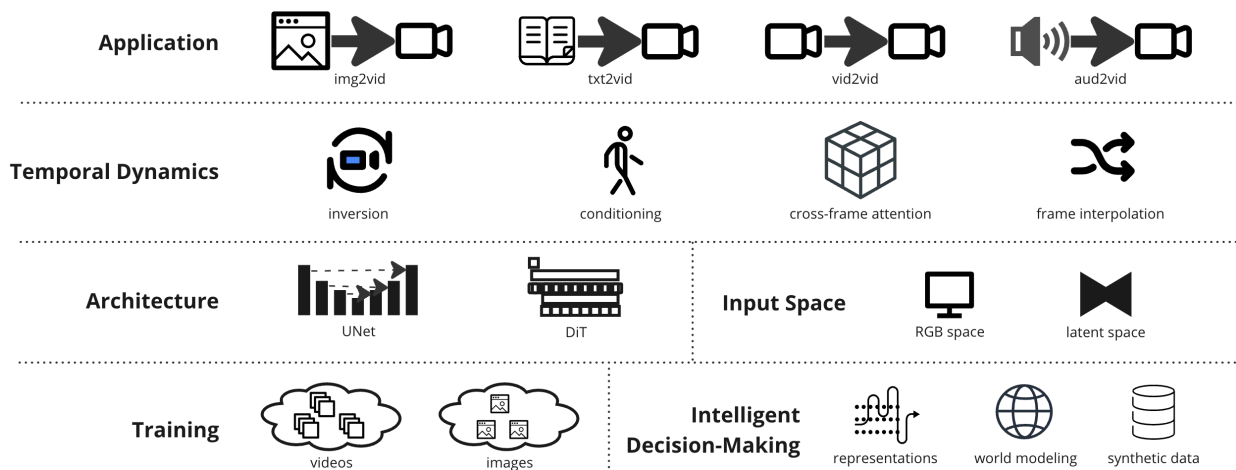 Application
img2vid
txt2vid
vid2vid
aud2vid
Temporal Dynamics
inversion
conditioning
cross-frame attention
frame interpolation
Architecture
UNet
DiT
Input Space
RGB space
latent space
Training
videos
images
Intelligent
Decision-Making
representations
world modeling
synthetic data